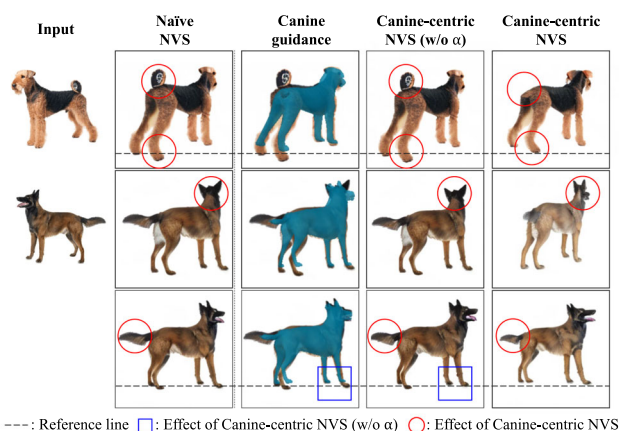 Input
Naïve
NVS
Canine
guidance
Canine-centric
NVS (w/o α)
Canine-centric
NVS
---: Reference line : Effect of Canine-centric NVS (w/o α) : Effect of Canine-centric NVS